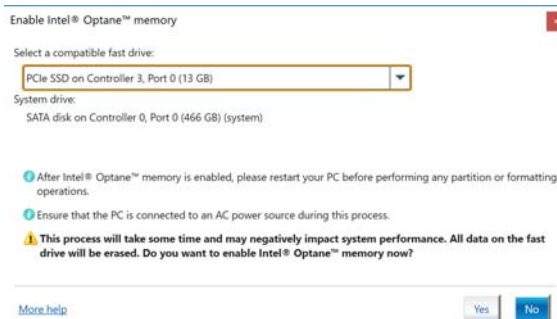 Enable Intel® Optane™ memory
Select a compatible fast drive:
PCIe SSD on Controller 3, Port 0 (13 GB)
System drive:
SATA disk on Controller 0, Port 0 (466 GB) (system)
After Intel® Optane™ memory is enabled, please restart your PC before performing any partition or formatting
operations.
Ensure that the PC is connected to an AC power source during this process.
This process will take some time and may negatively impact system performance. All data on the fast
drive will be erased. Do you want to enable Intel® Optane™ memory now?
More help
Yes
No